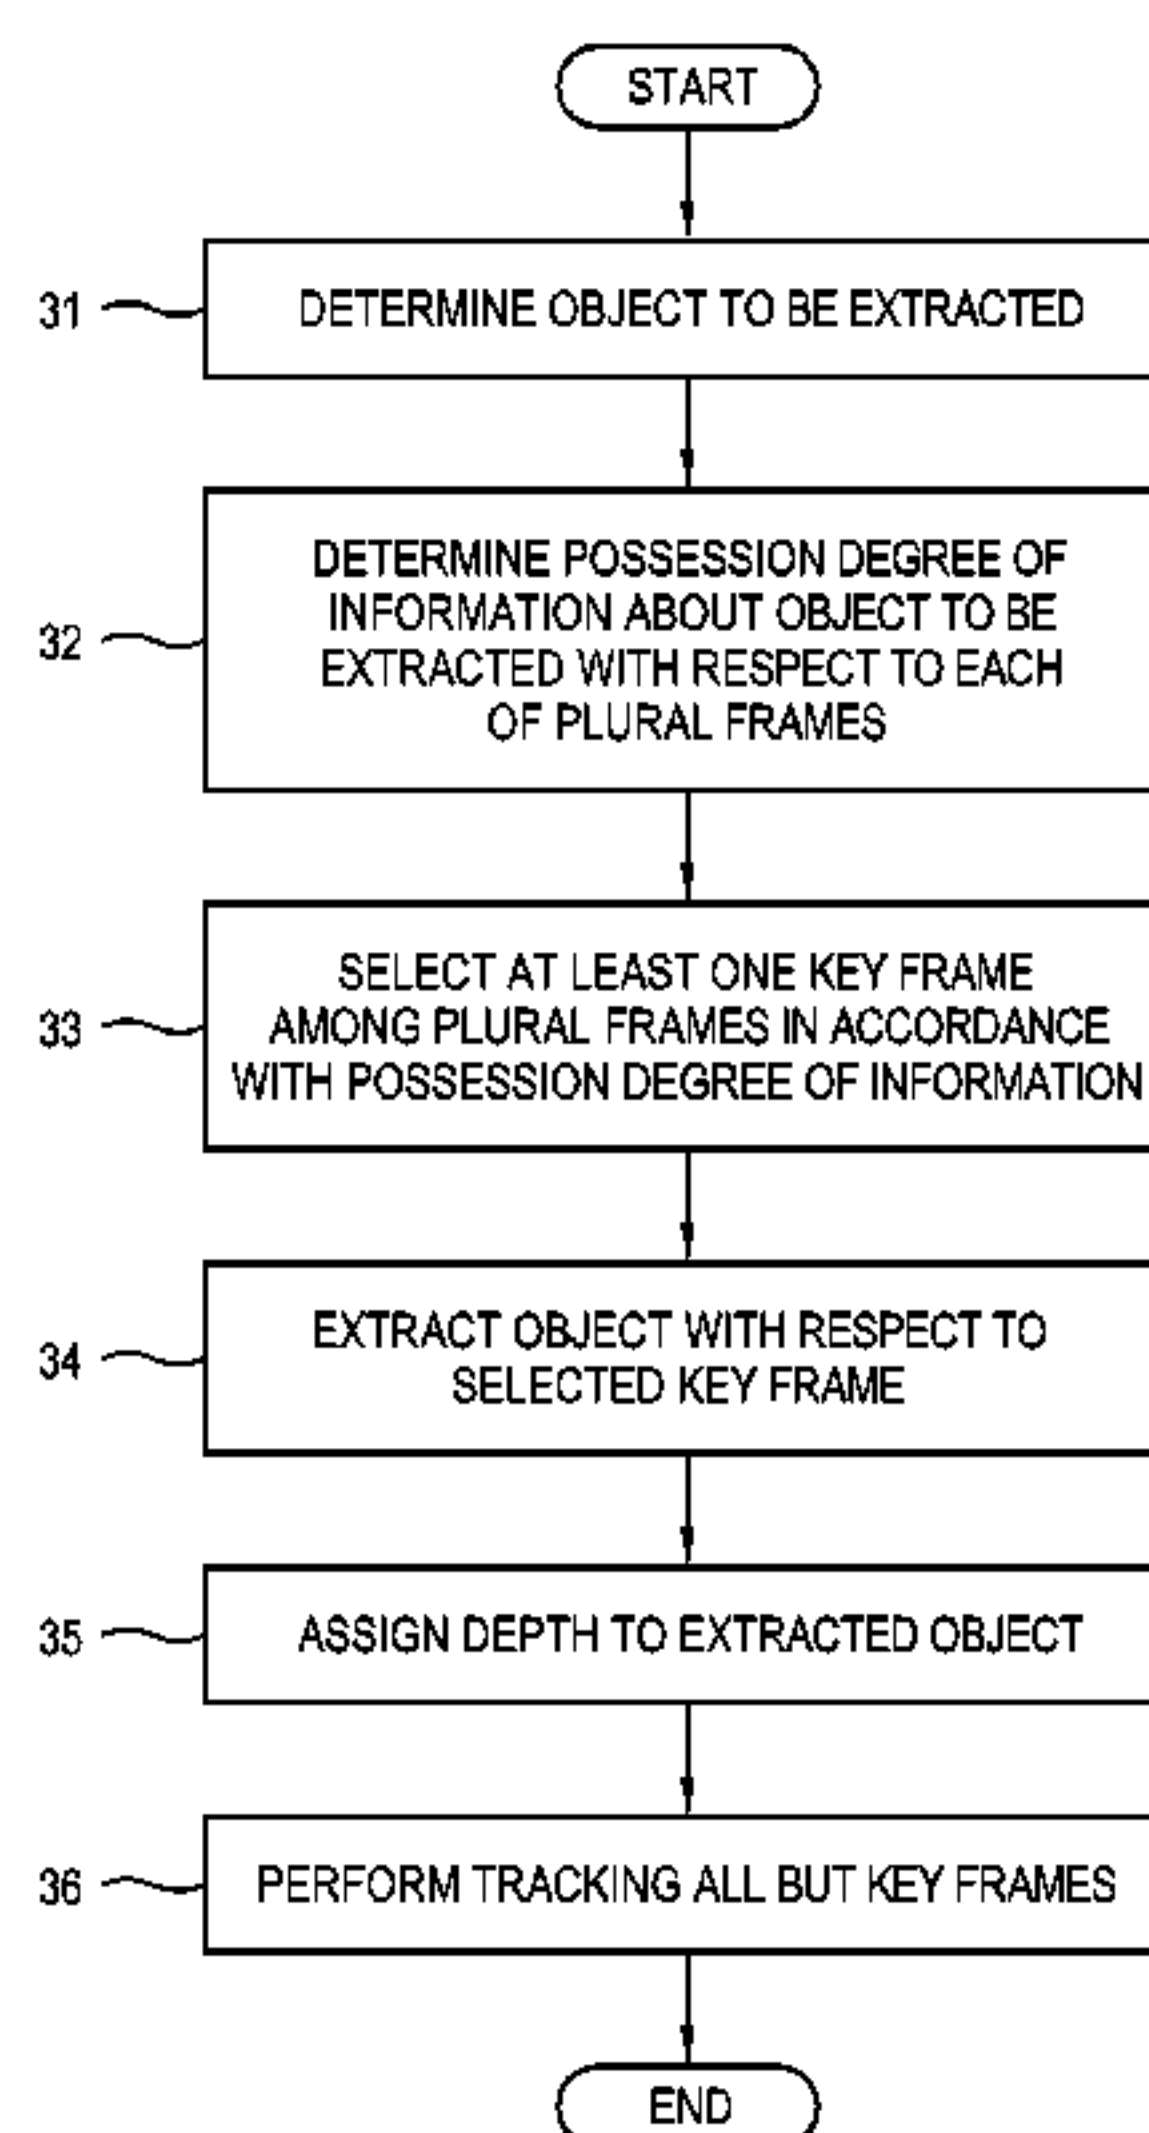 START
31
DETERMINE OBJECT TO BE EXTRACTED
32
DETERMINE POSSESSION DEGREE OF
INFORMATION ABOUT OBJECT TO BE
EXTRACTED WITH RESPECT TO EACH
OF PLURAL FRAMES
33
SELECT AT LEAST ONE KEY FRAME
AMONG PLURAL FRAMES IN ACCORDANCE
WITH POSSESSION DEGREE OF INFORMATION
34
EXTRACT OBJECT WITH RESPECT TO
SELECTED KEY FRAME
35
ASSIGN DEPTH TO EXTRACTED OBJECT
36
PERFORM TRACKING ALL BUT KEY FRAMES
END